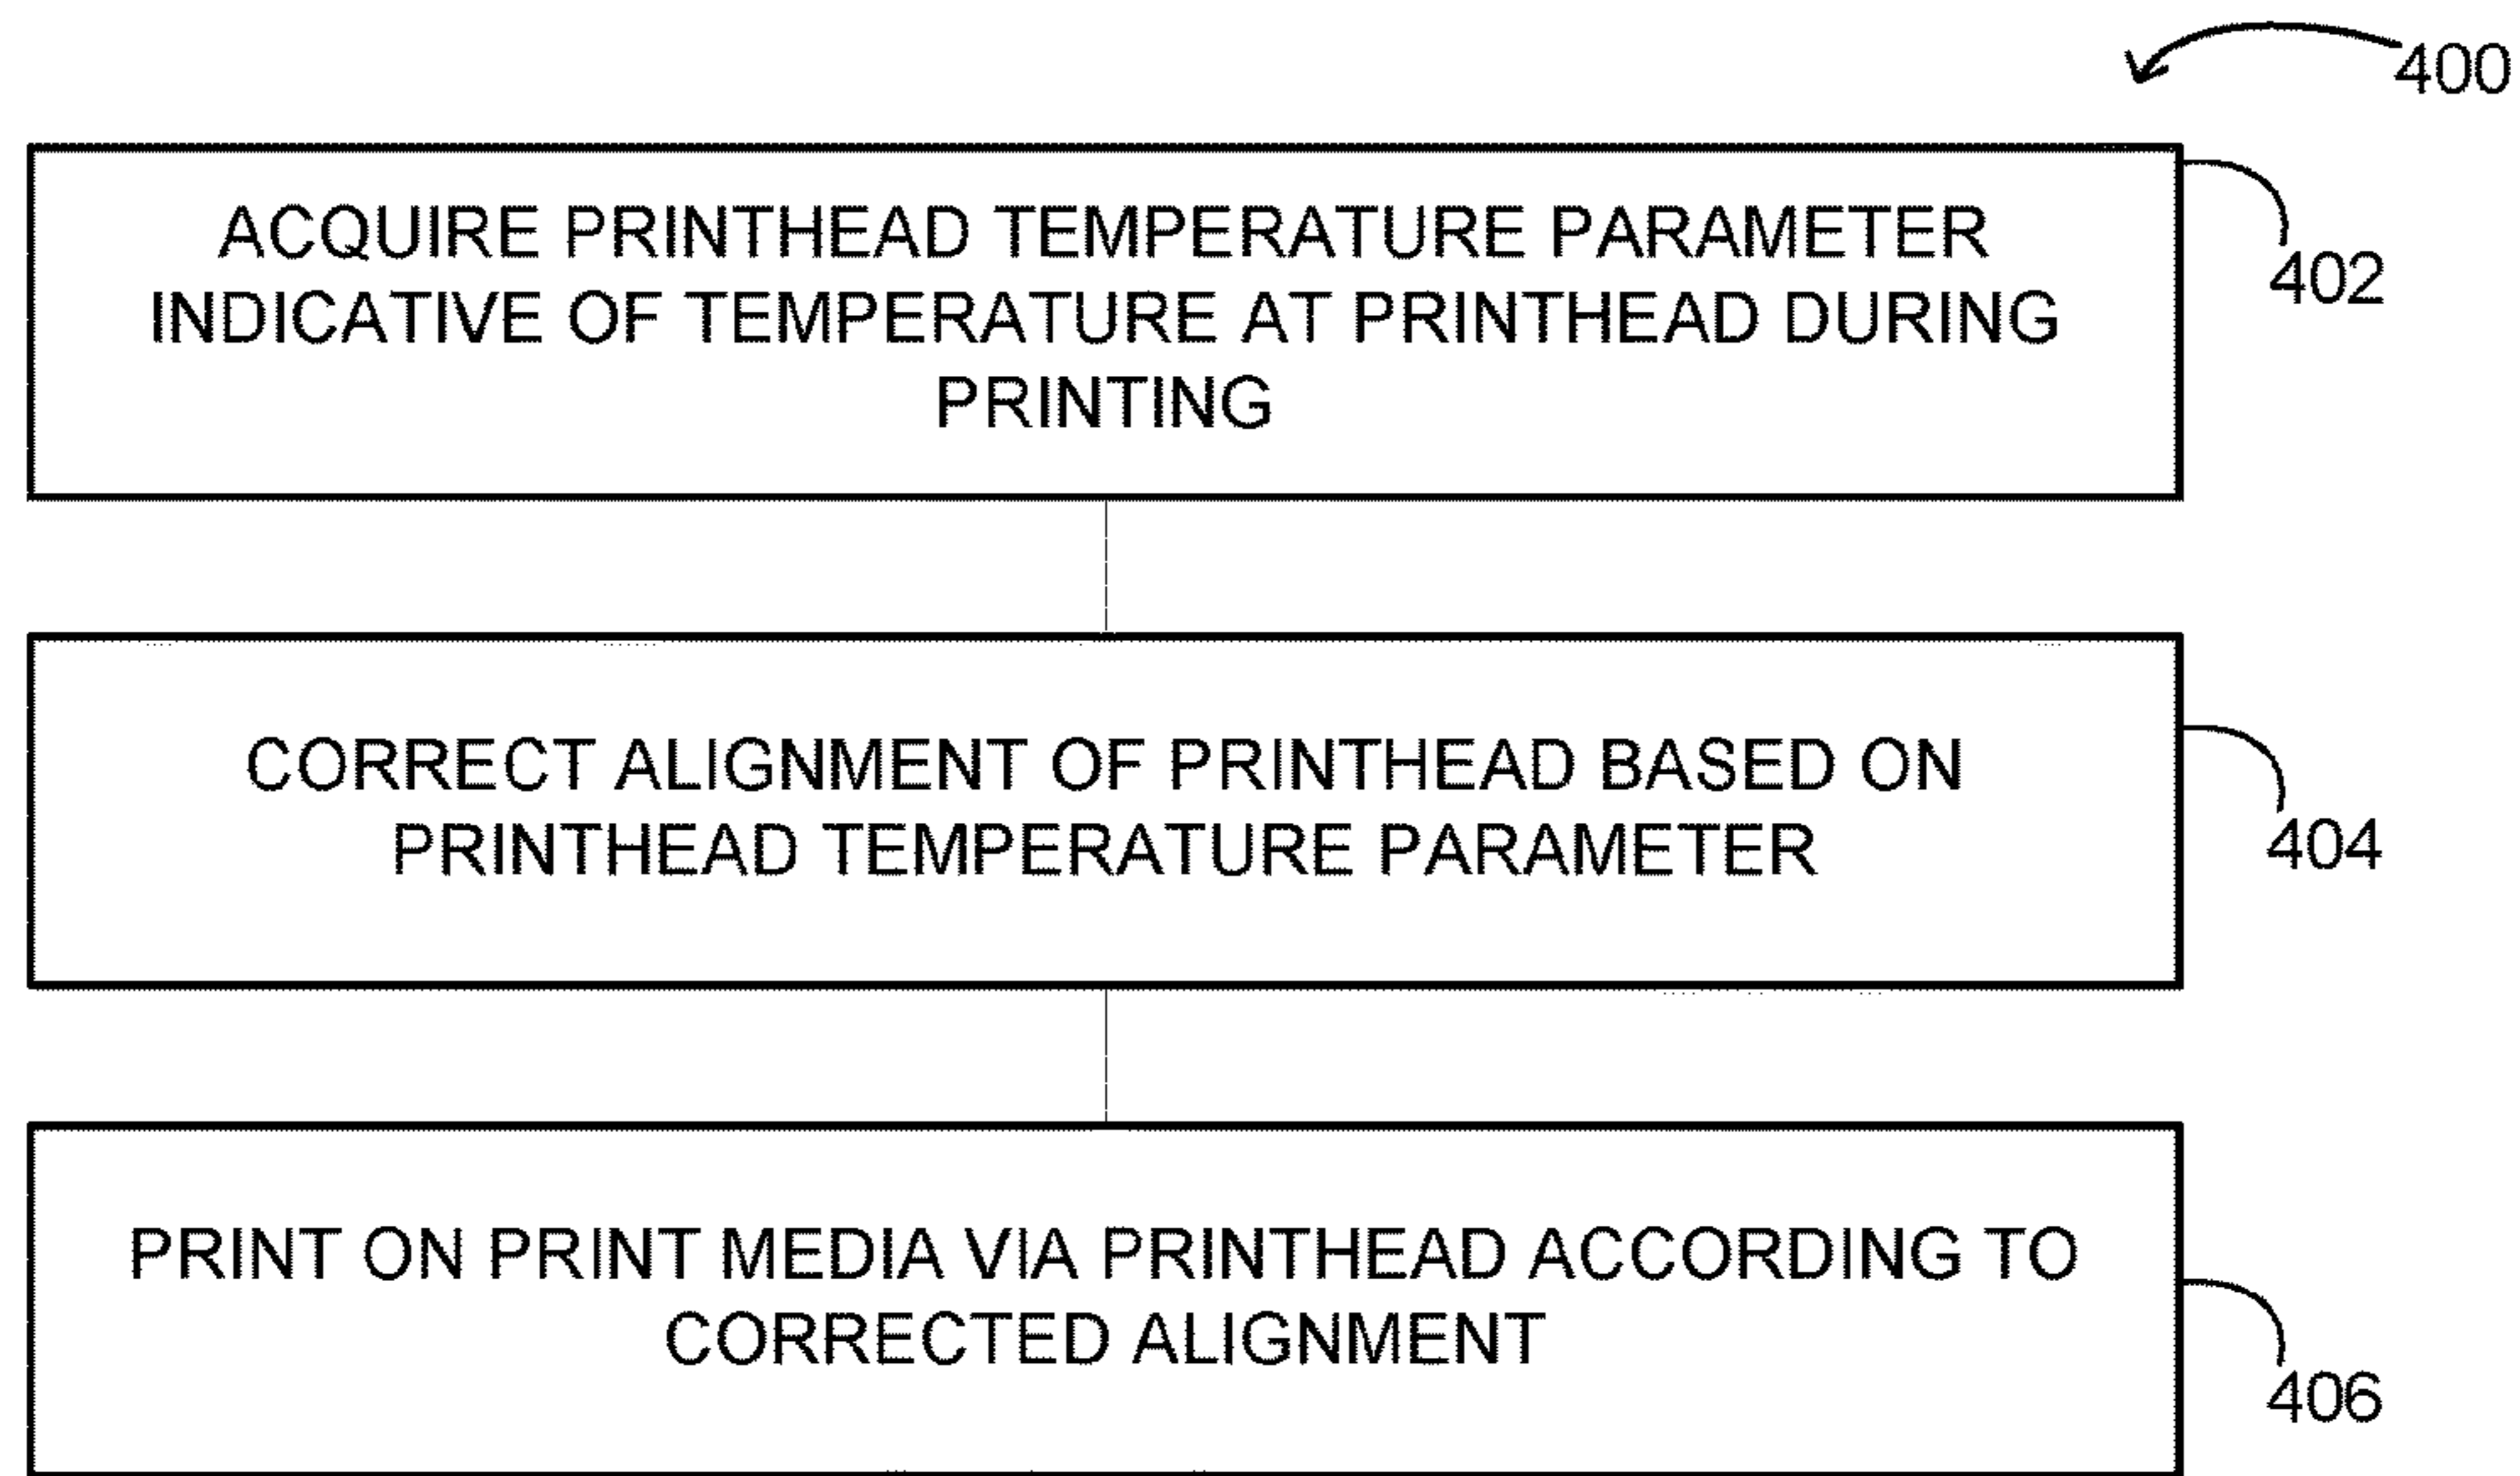 400
ACQUIRE PRINTHEAD TEMPERATURE PARAMETER
INDICATIVE OF TEMPERATURE AT PRINTHEAD DURING
PRINTING
402
CORRECT ALIGNMENT OF PRINTHEAD BASED ON
PRINTHEAD TEMPERATURE PARAMETER
404
PRINT ON PRINT MEDIA VIA PRINTHEAD ACCORDING TO
CORRECTED ALIGNMENT
406